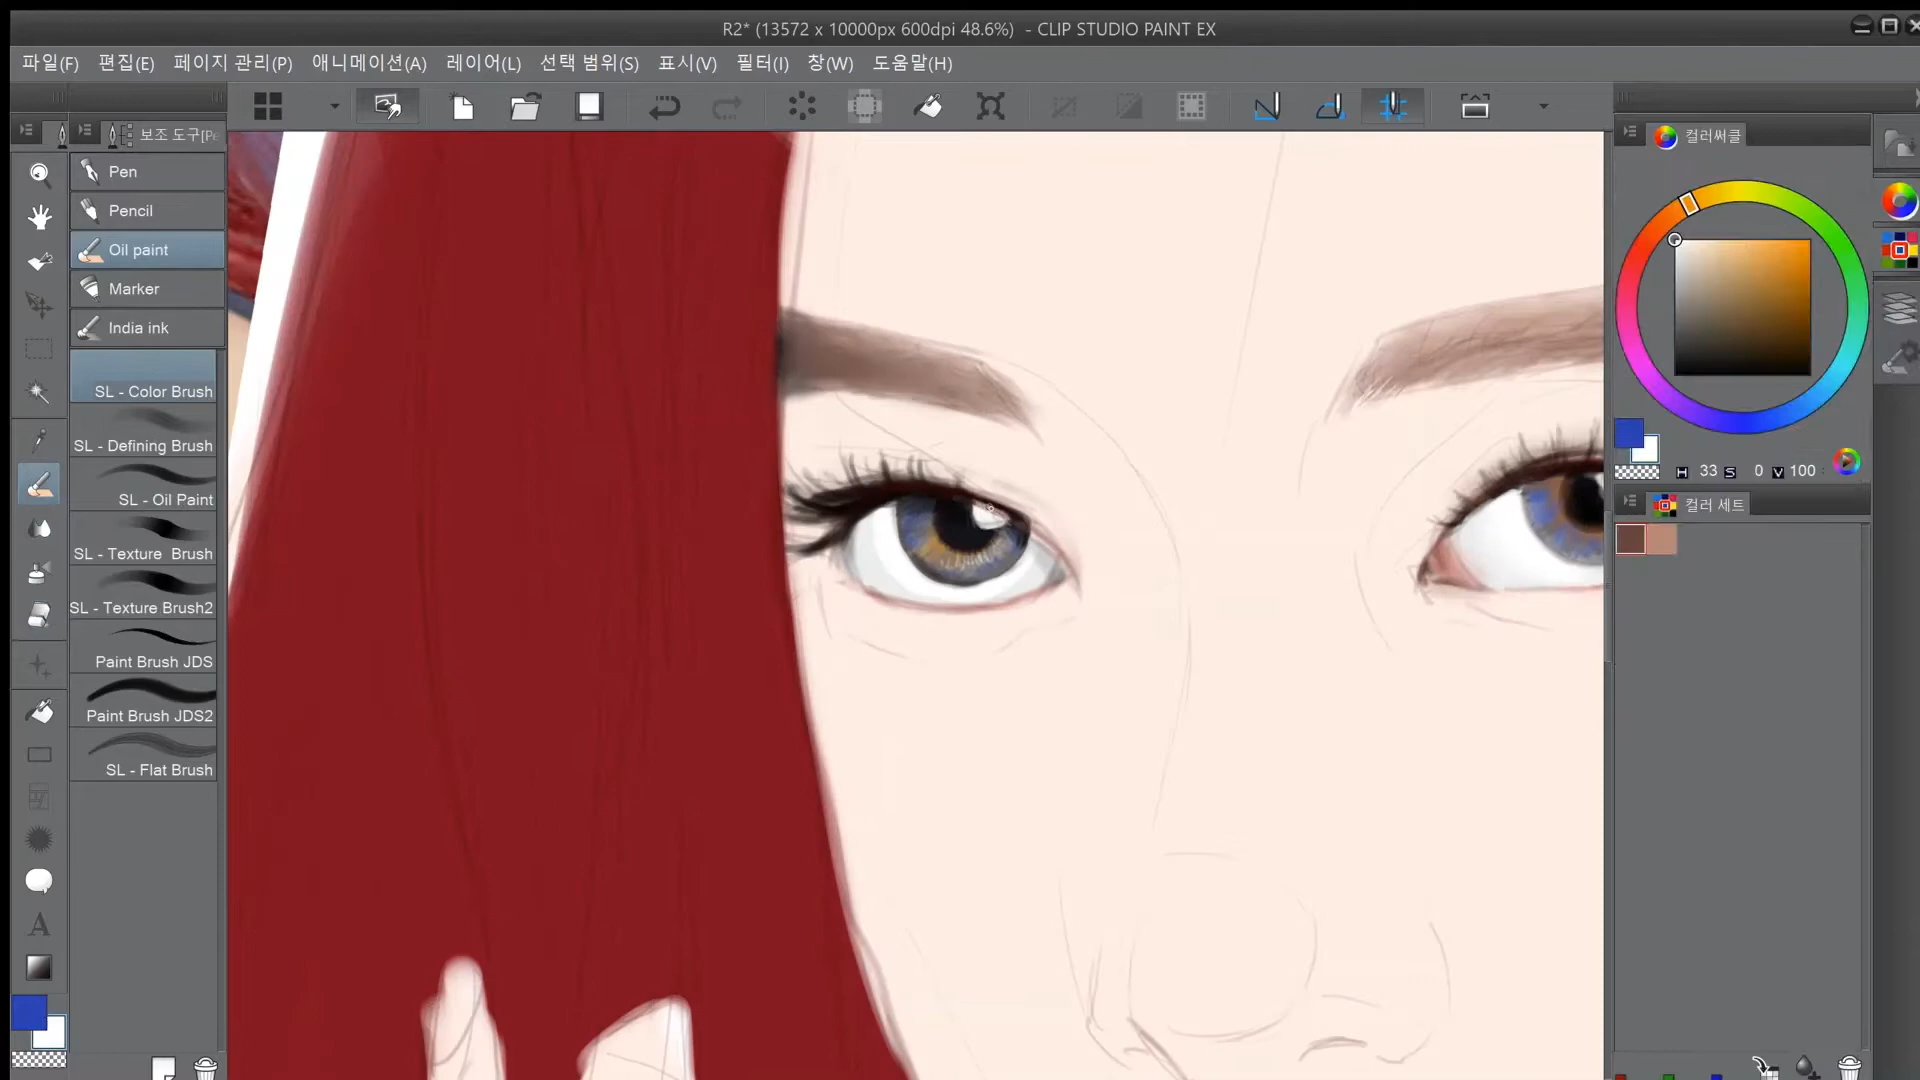 R2* (13572 x 10000px 600dpi 48.6%) - CLIP STUDIO PAINT EX
파일(F) 편집(E) 페이지 관리(P) 애니메이션(A) 레이어(L) 선택 범위(S) 표시(V) 필터(I) 창(W) 도움말(H)
보조 도구[Pe
Pen
Pencil
Oil paint
Marker
India ink
SL - Color Brush
SL - Defining Brush
SL - Oil Paint
SL - Texture Brush
SL - Texture Brush2
Paint Brush JDS
Paint Brush JDS2
SL - Flat Brush
A
컬러써클
H 33 S 0 V 100
컬러 세트